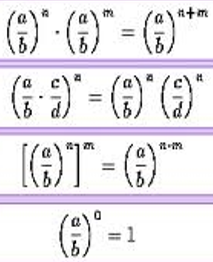 (a/b)ⁿ · (a/b)ᵐ = (a/b)ⁿ⁺ᵐ
(a/b · c/d)ⁿ = (a/b)ⁿ (c/d)ⁿ
[(a/b)ⁿ]ᵐ = (a/b)ⁿ˙ᵐ
(a/b)⁰ = 1